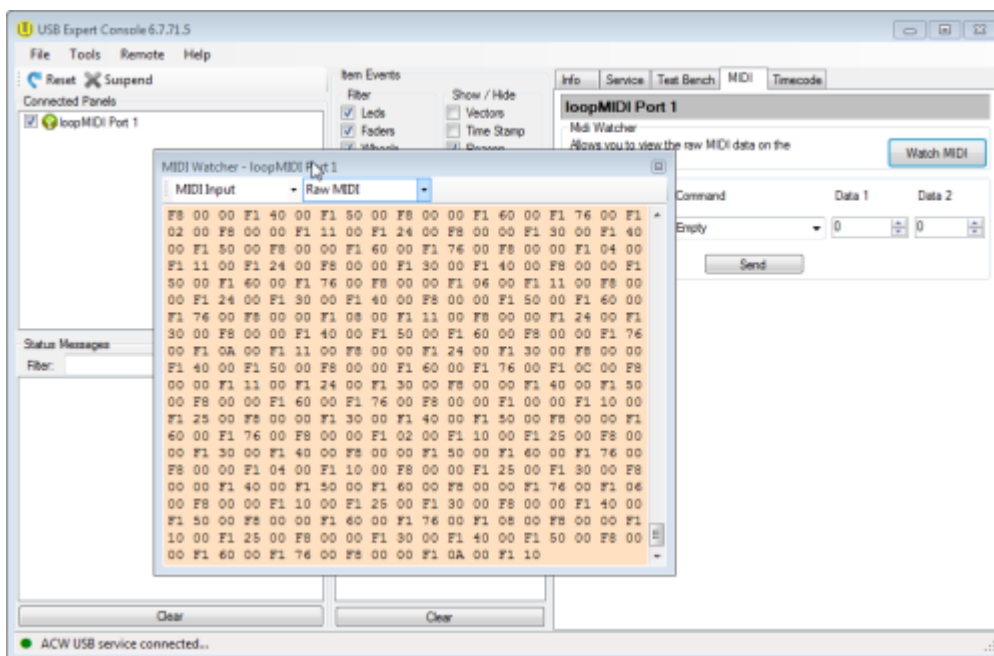 USB Expert Console 6.7.71.5
File Tools Remote Help
Reset Suspend
Connected Panels
loopMIDI Port 1
Item Events
Filter
Leds
Faders
Wheels
Show / Hide
Vectors
Time Stamp
Reason
Info Service Test Bench MIDI Timecode
loopMIDI Port 1
Midi Watcher
Allows you to view the raw MIDI data on the
Watch MIDI
Command Data 1 Data 2
Empty 0 0
Send
MIDI Watcher - loopMIDI Port 1
MIDI Input Raw MIDI
F8 00 00 F1 40 00 F1 50 00 F8 00 00 F1 60 00 F1 76 00 F1
02 00 F8 00 00 F1 11 00 F1 24 00 F8 00 00 F1 30 00 F1 40
00 F1 50 00 F8 00 00 F1 60 00 F1 76 00 F8 00 00 F1 04 00
F1 11 00 F1 24 00 F8 00 00 F1 30 00 F1 40 00 F8 00 00 F1
50 00 F1 60 00 F1 76 00 F8 00 00 F1 06 00 F1 11 00 F8 00
00 F1 24 00 F1 30 00 F1 40 00 F8 00 00 F1 50 00 F1 60 00
F1 76 00 F8 00 00 F1 08 00 F1 11 00 F8 00 00 F1 24 00 F1
30 00 F8 00 00 F1 40 00 F1 50 00 F1 60 00 F8 00 00 F1 76
00 F1 0A 00 F1 11 00 F8 00 00 F1 24 00 F1 30 00 F8 00 00
F1 40 00 F1 50 00 F8 00 00 F1 60 00 F1 76 00 F1 0C 00 F8
00 00 F1 11 00 F1 24 00 F1 30 00 F8 00 00 F1 40 00 F1 50
00 F8 00 00 F1 60 00 F1 76 00 F8 00 00 F1 00 00 F1 10 00
F1 25 00 F8 00 00 F1 30 00 F1 40 00 F1 50 00 F8 00 00 F1
60 00 F1 76 00 F8 00 00 F1 02 00 F1 10 00 F1 25 00 F8 00
00 F1 30 00 F1 40 00 F8 00 00 F1 50 00 F1 60 00 F1 76 00
F8 00 00 F1 04 00 F1 10 00 F8 00 00 F1 25 00 F1 30 00 F8
00 00 F1 40 00 F1 50 00 F1 60 00 F8 00 00 F1 76 00 F1 06
00 F8 00 00 F1 10 00 F1 25 00 F1 30 00 F8 00 00 F1 40 00
F1 50 00 F8 00 00 F1 60 00 F1 76 00 F1 08 00 F8 00 00 F1
10 00 F1 25 00 F8 00 00 F1 30 00 F1 40 00 F1 50 00 F8 00
00 F1 60 00 F1 76 00 F8 00 00 F1 0A 00 F1 10
Status Messages
Filter:
Clear Clear
ACW USB service connected...